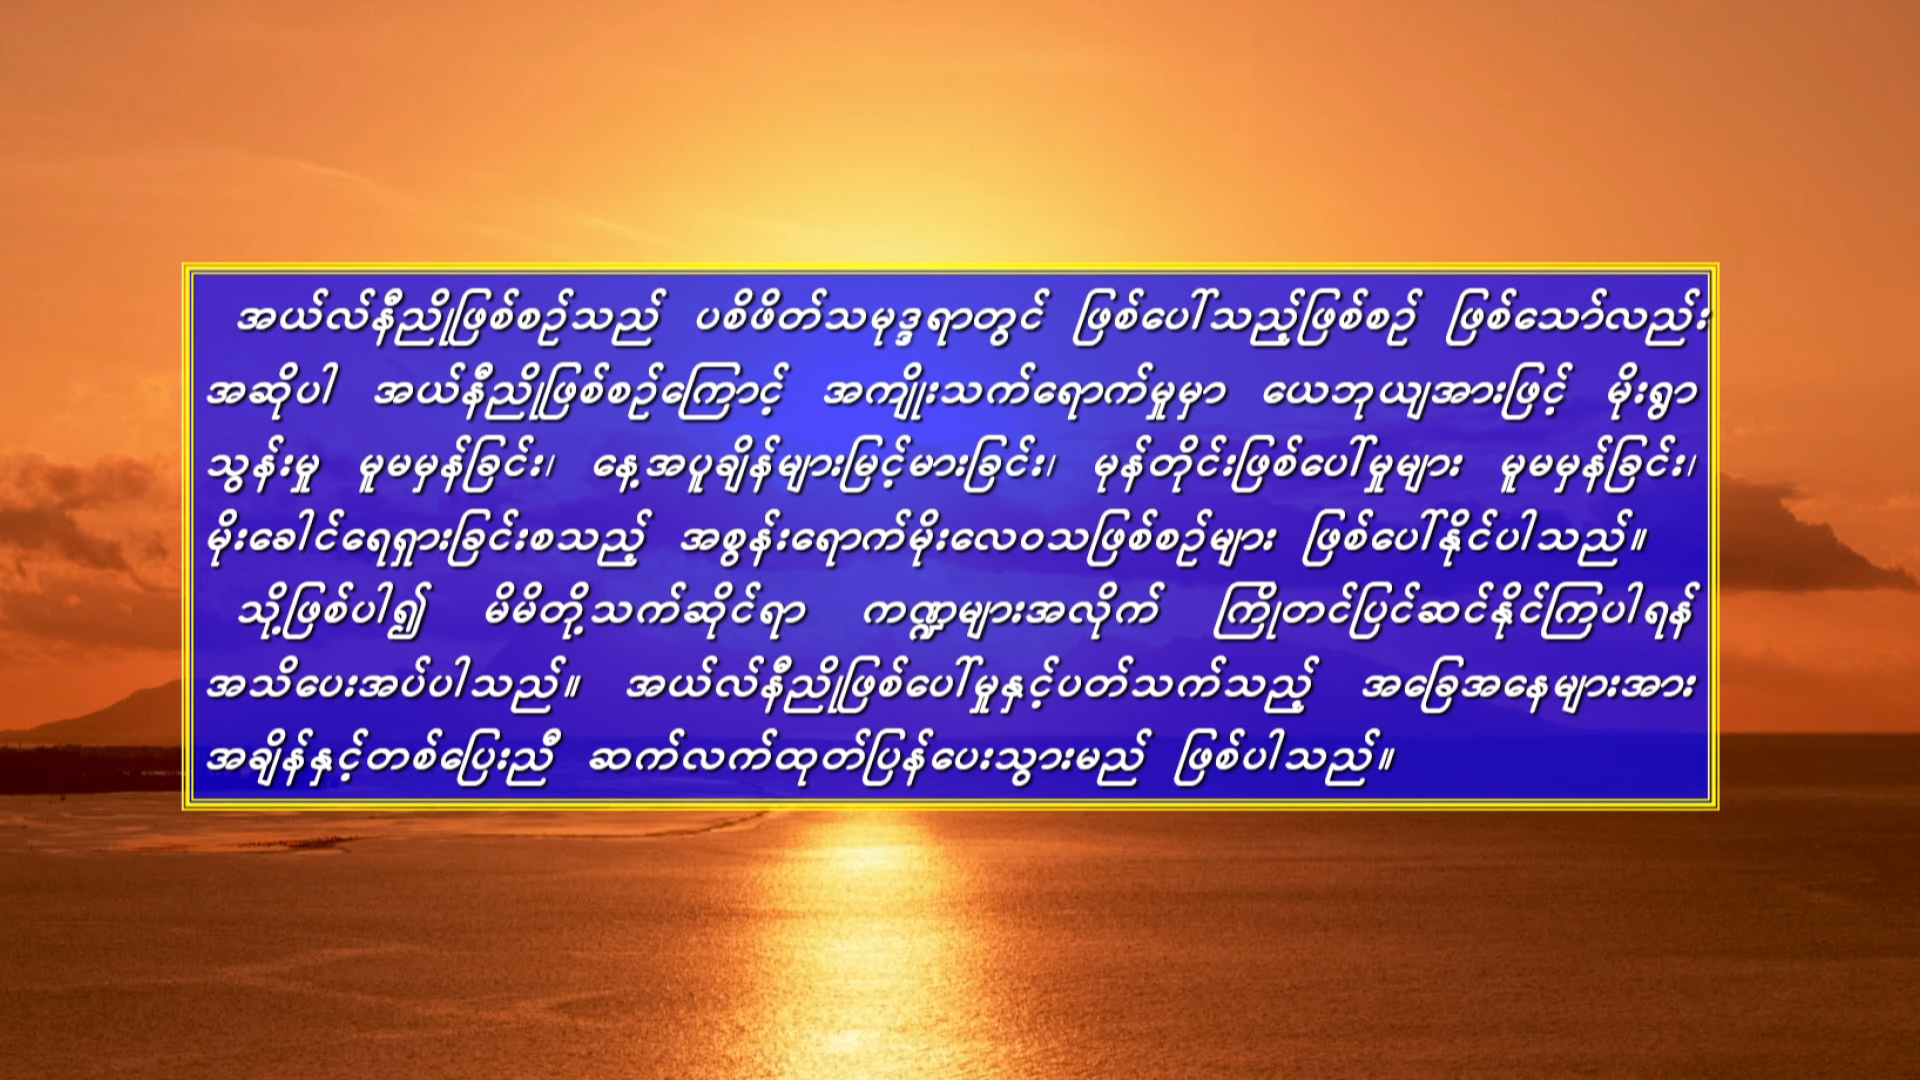 အယ်လ်နီညိုဖြစ်စဉ်သည် ပစိဖိတ်သမုဒ္ဒရာတွင် ဖြစ်ပေါ်သည့်ဖြစ်စဉ် ဖြစ်သော်လည်း
အဆိုပါ အယ်နီညိုဖြစ်စဉ်ကြောင့် အကျိုးသက်ရောက်မှုမှာ ယေဘုယျအားဖြင့် မိုးရွာ
သွန်းမှု မူမမှန်ခြင်း၊ နေ့အပူချိန်များမြင့်မားခြင်း၊ မုန်တိုင်းဖြစ်ပေါ်မှုများ မူမမှန်ခြင်း၊
မိုးခေါင်ရေရှားခြင်းစသည့် အစွန်းရောက်မိုးလေဝသဖြစ်စဉ်များ ဖြစ်ပေါ်နိုင်ပါသည်။
သို့ဖြစ်ပါ၍ မိမိတို့သက်ဆိုင်ရာ ကဏ္ဍများအလိုက် ကြိုတင်ပြင်ဆင်နိုင်ကြပါရန်
အသိပေးအပ်ပါသည်။ အယ်လ်နီညိုဖြစ်ပေါ်မှုနှင့်ပတ်သက်သည့် အခြေအနေများအား
အချိန်နှင့်တစ်ပြေးညီ ဆက်လက်ထုတ်ပြန်ပေးသွားမည် ဖြစ်ပါသည်။